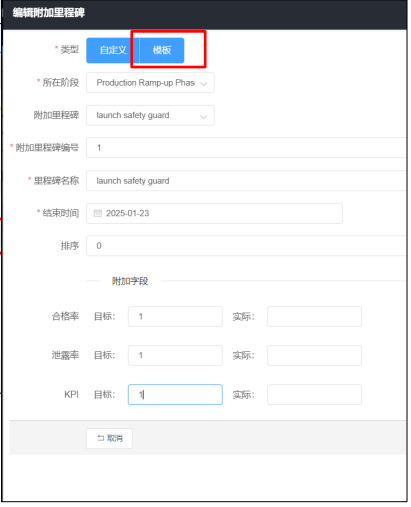 编辑附加里程碑
* 类型 自定义 模板
* 所在阶段 Production Ramp-up Phas
附加里程碑 launch safety guard
* 附加里程碑编号 1
* 里程碑名称 launch safety guard
* 结束时间 2025-01-23
排序 0
附加字段
合格率 目标: 1 实际:
泄露率 目标: 1 实际:
KPI 目标: 1 实际:
取消